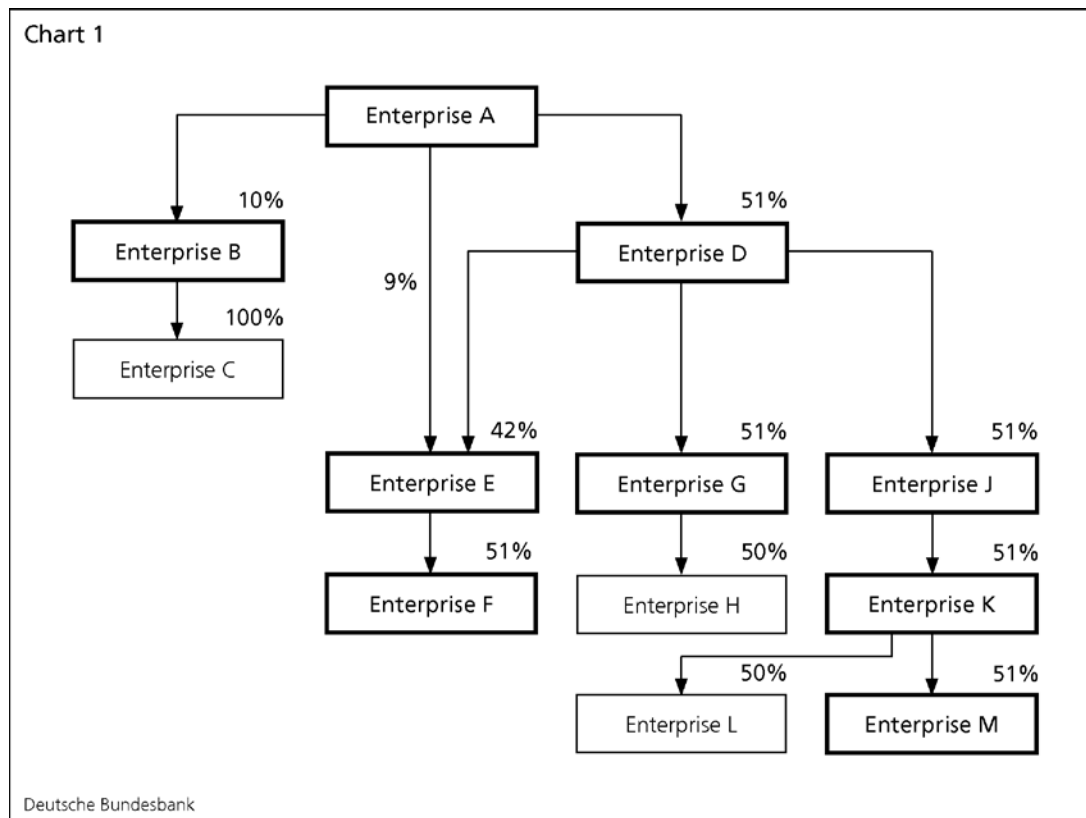 Chart 1
Enterprise A
10%
51%
Enterprise B
Enterprise D
9%
100%
Enterprise C
42%
51%
51%
Enterprise E
Enterprise G
Enterprise J
51%
50%
51%
Enterprise F
Enterprise H
Enterprise K
50%
51%
Enterprise L
Enterprise M
Deutsche Bundesbank